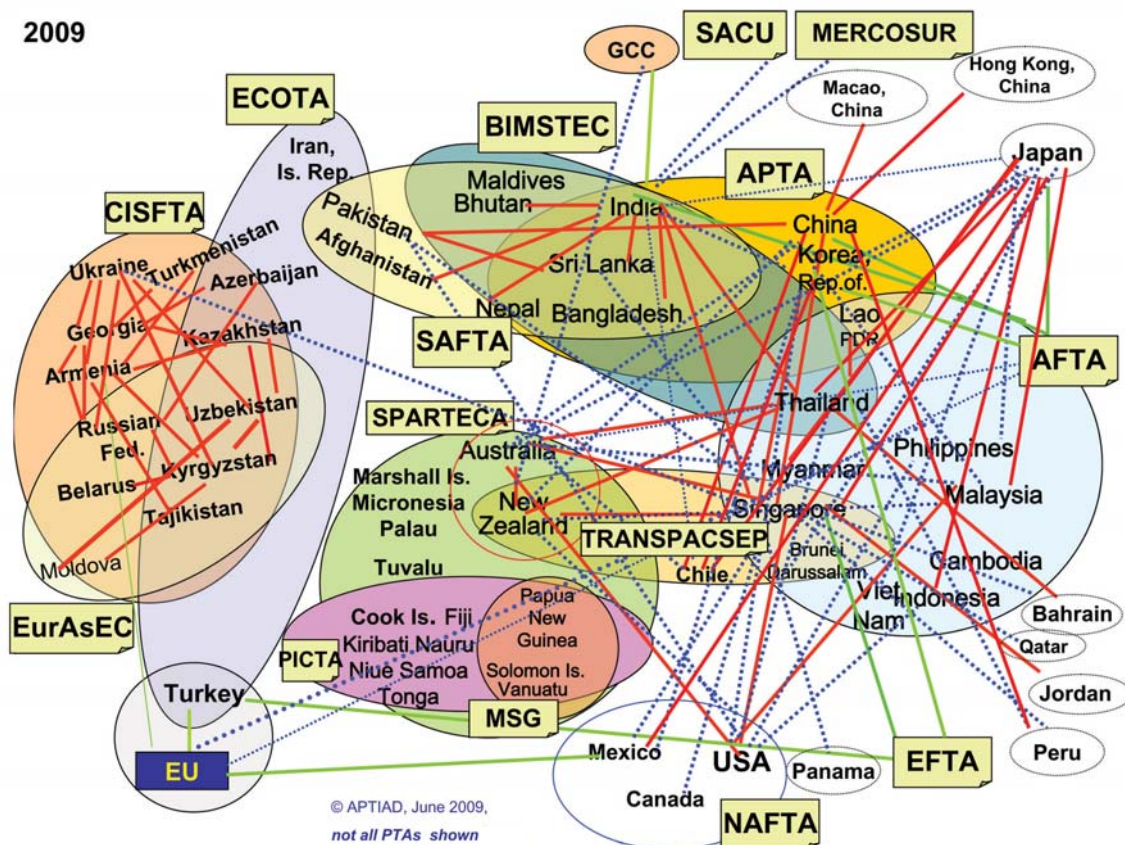 2009
GCC
SACU
MERCOSUR
Hong Kong,
China
Macao,
China
ECOTA
Iran,
Is. Rep.
BIMSTEC
Japan
APTA
Maldives
Bhutan
India
Pakistan
Afghanistan
China
CISFTA
Turkmenistan
Ukraine
Azerbaijan
Sri Lanka
Korea,
Rep.of.
Nepal
Bangladesh
Lao
PDR
Georgia
Kazakhstan
SAFTA
AFTA
Armenia
Uzbekistan
Thailand
SPARTECA
Russian
Fed.
Australia
Philippines
Kyrgyzstan
Myanmar
Marshall Is.
Micronesia
Palau
Belarus
New
Zealand
Malaysia
Singapore
Tajikistan
TRANSPACSEP
Brunei
Darussalam
Cambodia
Moldova
Tuvalu
Chile
Viet
Nam
Indonesia
EurAsEC
Cook Is. Fiji
Kiribati Nauru
Niue Samoa
Tonga
Papua
New
Guinea
Solomon Is.
Vanuatu
Bahrain
Qatar
PICTA
Turkey
MSG
Jordan
Mexico
USA
Peru
EU
Panama
EFTA
Canada
© APTIAD, June 2009,
not all PTAs shown
NAFTA